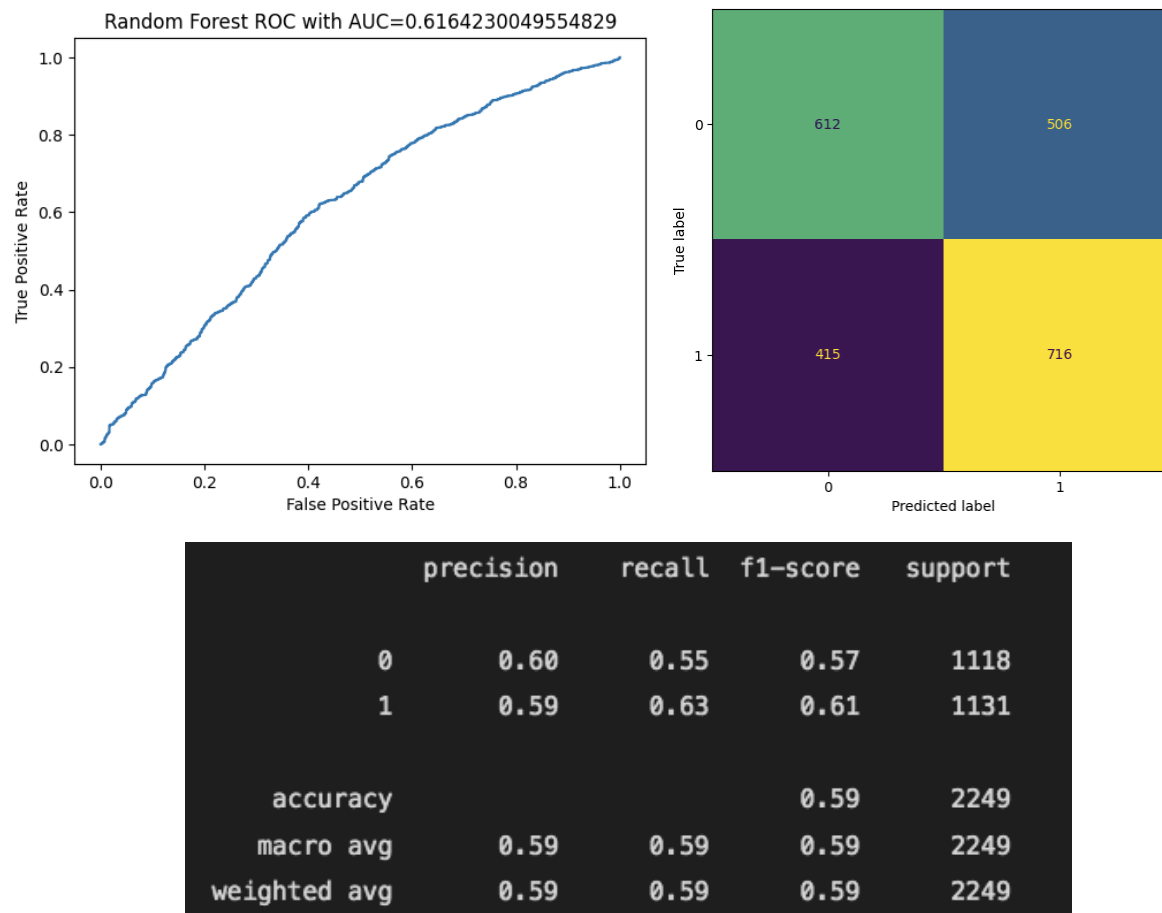 Random Forest ROC with AUC=0.6164230049554829
1.0
0.8
0.6
0.4
0.2
0.0
True Positive Rate
0.0 0.2 0.4 0.6 0.8 1.0
False Positive Rate
True label
0 612 506
1 415 716
0 1
Predicted label
precision recall f1-score support
0 0.60 0.55 0.57 1118
1 0.59 0.63 0.61 1131
accuracy 0.59 2249
macro avg 0.59 0.59 0.59 2249
weighted avg 0.59 0.59 0.59 2249